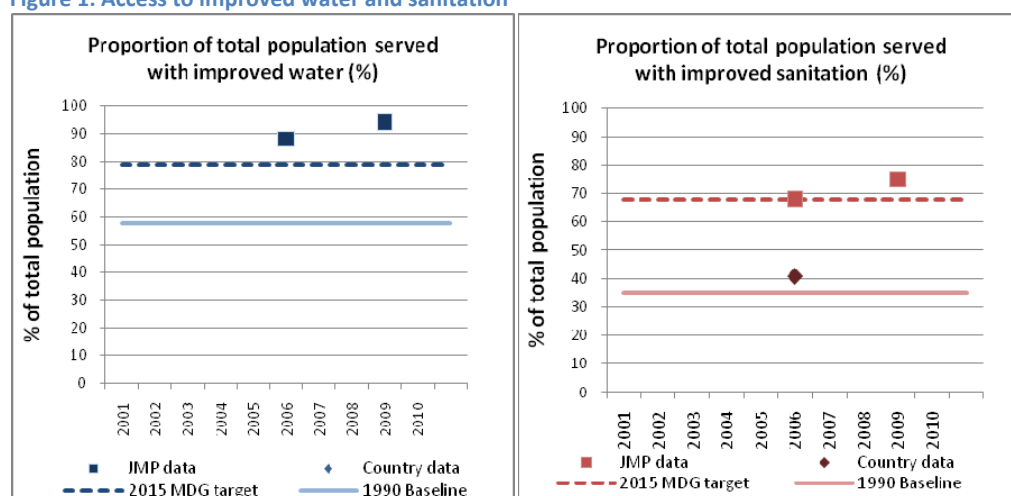 Figure 1: Access to improved water and sanitation
Proportion of total population served
with improved water (%)
% of total population
100
90
80
70
60
50
40
30
20
10
0
2001
2002
2003
2004
2005
2006
2007
2008
2009
2010
JMP data
Country data
2015 MDG target
1990 Baseline
Proportion of total population served
with improved sanitation (%)
% of total population
100
90
80
70
60
50
40
30
20
10
0
2001
2002
2003
2004
2005
2006
2007
2008
2009
2010
JMP data
Country data
2015 MDG target
1990 Baseline